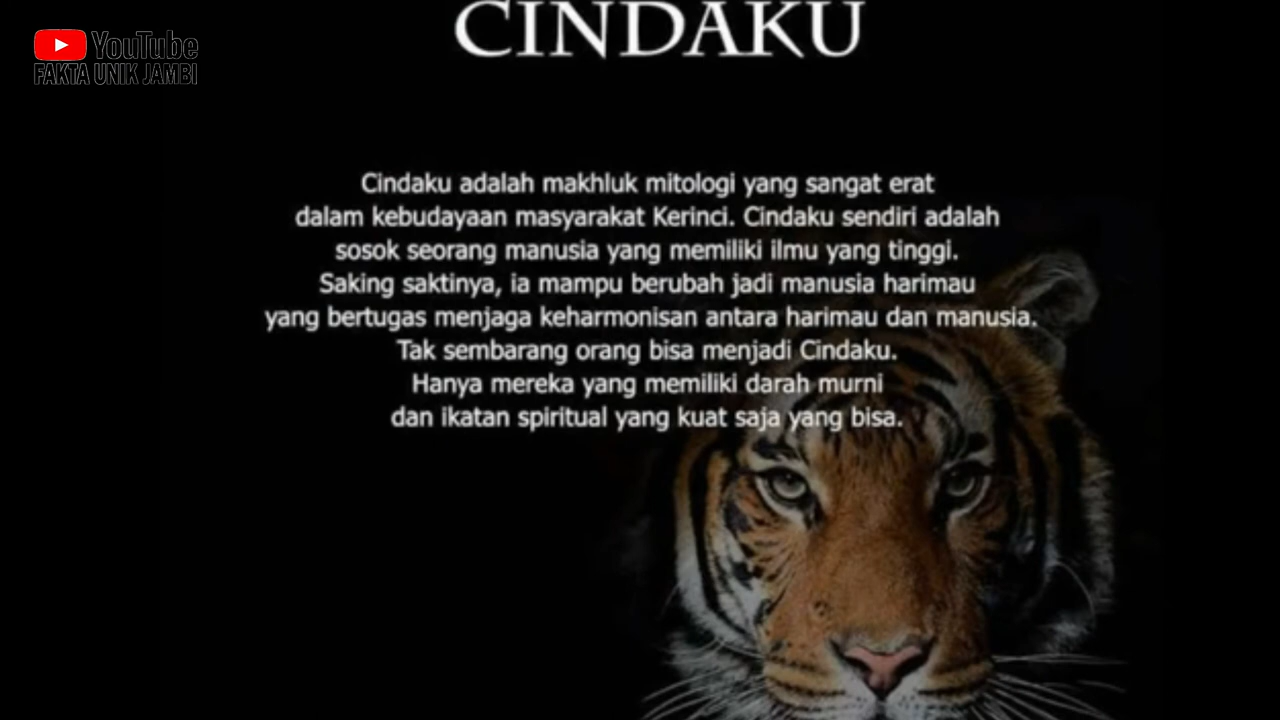 CINDAKU
YouTube
FAKTA UNIK JAMBI
Cindaku adalah makhluk mitologi yang sangat erat
dalam kebudayaan masyarakat Kerinci. Cindaku sendiri adalah
sosok seorang manusia yang memiliki ilmu yang tinggi.
Saking saktinya, ia mampu berubah jadi manusia harimau
yang bertugas menjaga keharmonisan antara harimau dan manusia.
Tak sembarang orang bisa menjadi Cindaku.
Hanya mereka yang memiliki darah murni
dan ikatan spiritual yang kuat saja yang bisa.